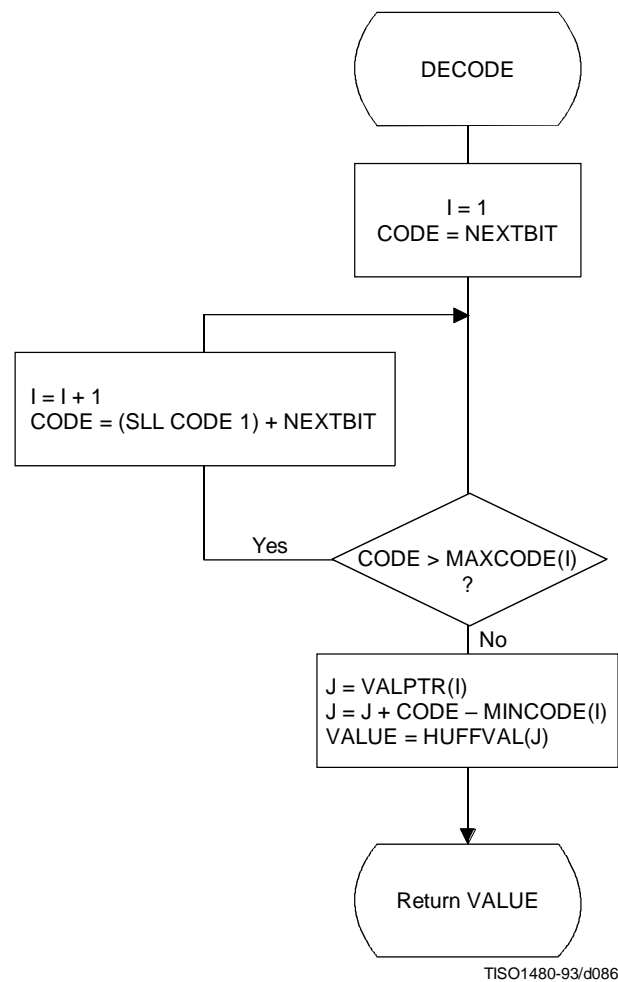 DECODE
I = 1
CODE = NEXTBIT
I = I + 1
CODE = (SLL CODE 1) + NEXTBIT
Yes
CODE > MAXCODE(I)
?
No
J = VALPTR(I)
J = J + CODE – MINCODE(I)
VALUE = HUFFVAL(J)
Return VALUE
TISO1480-93/d086